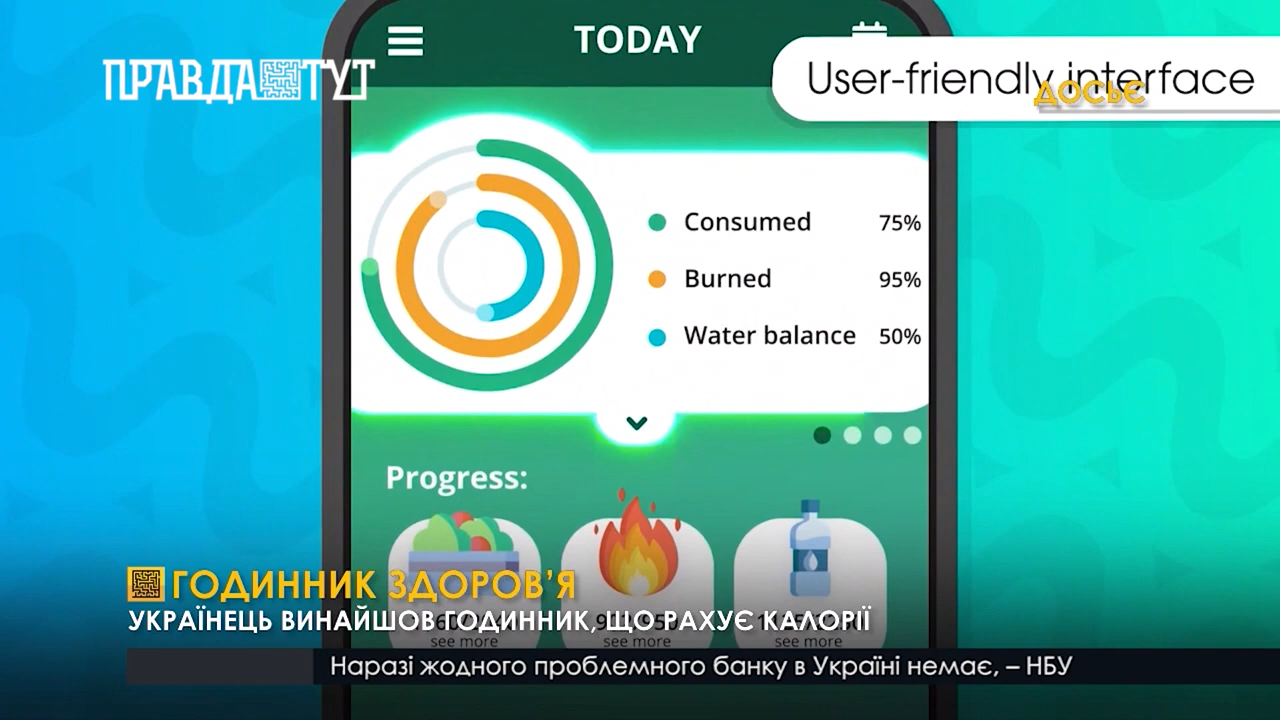 TODAY
ПРАВДА ТУТ
User-friendly interface
ДОСЬЄ
Consumed 75%
Burned 95%
Water balance 50%
Progress:
ГОДИННИК ЗДОРОВ’Я
УКРАЇНЕЦЬ ВИНАЙШОВ ГОДИННИК, ЩО РАХУЄ КАЛОРІЇ
see more see more see more
Наразі жодного проблемного банку в Україні немає, – НБУ